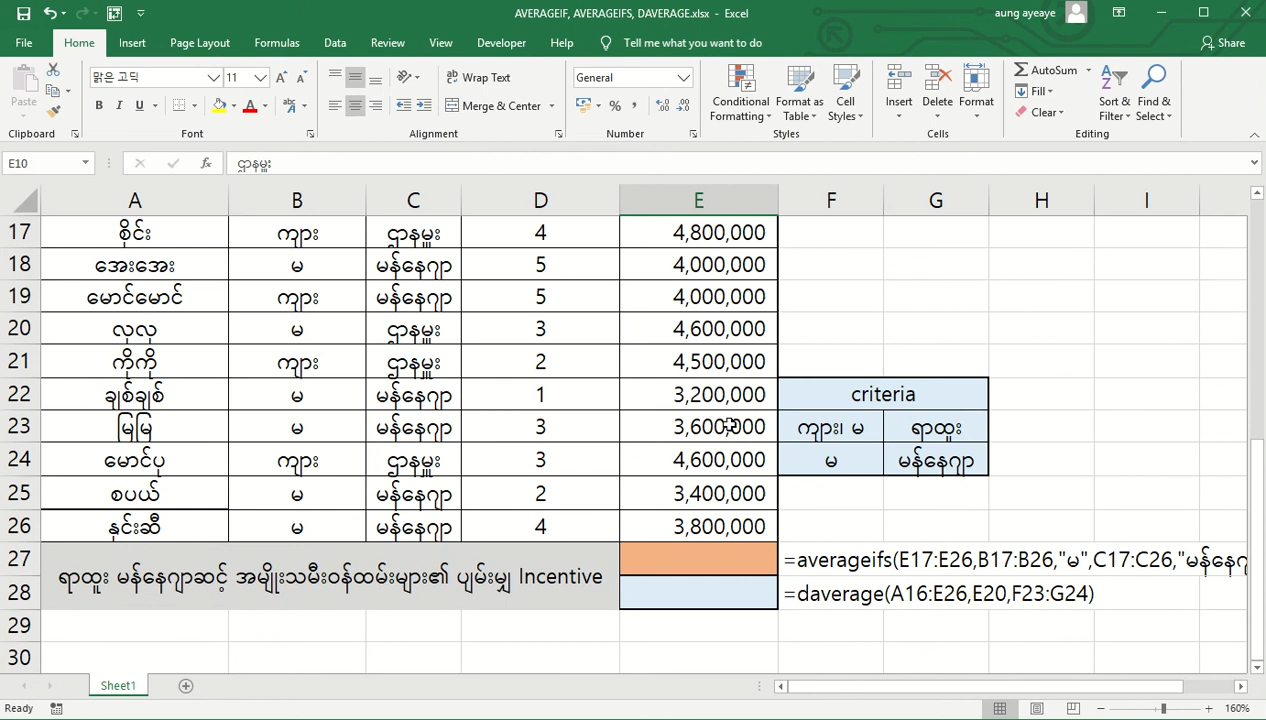 AVERAGEIF, AVERAGEIFS, DAVERAGE.xlsx - Excel
aung ayeaye
File Home Insert Page Layout Formulas Data Review View Developer Help Tell me what you want to do Share
Paste
맑은 고딕 11
B I U A
Wrap Text
Merge & Center
General
% ,
Conditional Formatting
Format as Table
Cell Styles
Insert Delete Format
AutoSum
Fill
Clear
Sort & Filter
Find & Select
Clipboard Font Alignment Number Styles Cells Editing
E10 fx ဌာနမှူး
A B C D E F G H I
17 စိုင်း ကျား ဌာနမှူး 4 4,800,000
18 အေးအေး မ မန်နေဂျာ 5 4,000,000
19 မောင်မောင် ကျား မန်နေဂျာ 5 4,000,000
20 လုလု မ ဌာနမှူး 3 4,600,000
21 ကိုကို ကျား ဌာနမှူး 2 4,500,000
22 ချစ်ချစ် မ မန်နေဂျာ 1 3,200,000 criteria
23 မြမြ မ မန်နေဂျာ 3 3,600,000 ကျား၊ မ ရာထူး
24 မောင်ပု ကျား ဌာနမှူး 3 4,600,000 မ မန်နေဂျာ
25 စပယ် မ မန်နေဂျာ 2 3,400,000
26 နှင်းဆီ မ မန်နေဂျာ 4 3,800,000
27 =averageifs(E17:E26,B17:B26,"မ",C17:C26,"မန်နေဂ
ရာထူး မန်နေဂျာဆင့် အမျိုးသမီးဝန်ထမ်းများ၏ ပျမ်းမျှ Incentive
28 =daverage(A16:E26,E20,F23:G24)
29
30
Sheet1
Ready 160%